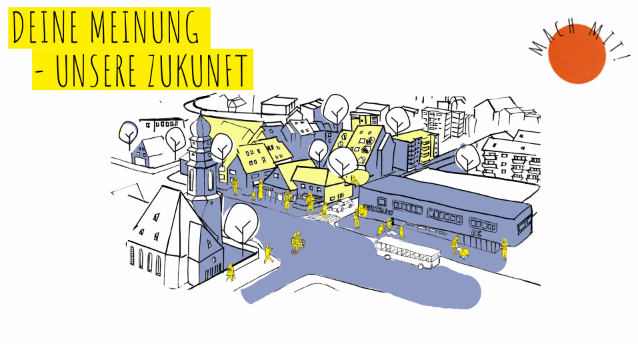 DEINE MEINUNG
- UNSERE ZUKUNFT
MACH MIT!